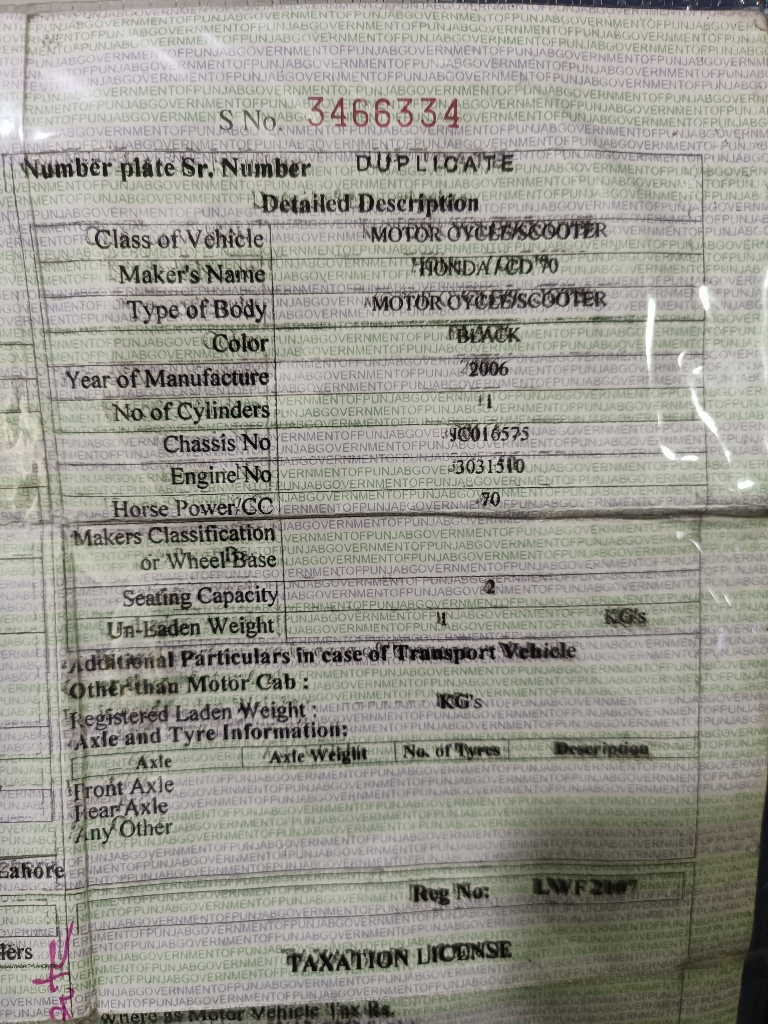 S No. 3466334
Number plate Sr. Number DUPLICATE
Detailed Description
Class of Vehicle MOTOR CYCLE/SCOOTER
Maker's Name HONDA / CD 70
Type of Body MOTOR CYCLE/SCOOTER
Color BLACK
Year of Manufacture 2006
No of Cylinders 1
Chassis No
Engine No
Horse Power/CC 70
Makers Classification
or Wheel Base
Seating Capacity 2
Un-Laden Weight KG's
Additional Particulars in case of Transport Vehicle
Other than Motor Cab :
Registered Laden Weight : KG's
Axle and Tyre Information:
Axle Axle Weight No. of Tyres Description
Front Axle
Rear Axle
Any Other
Lahore
Reg No:
lers
TAXATION LICENSE
where as Motor Vehicle Tax Rs.